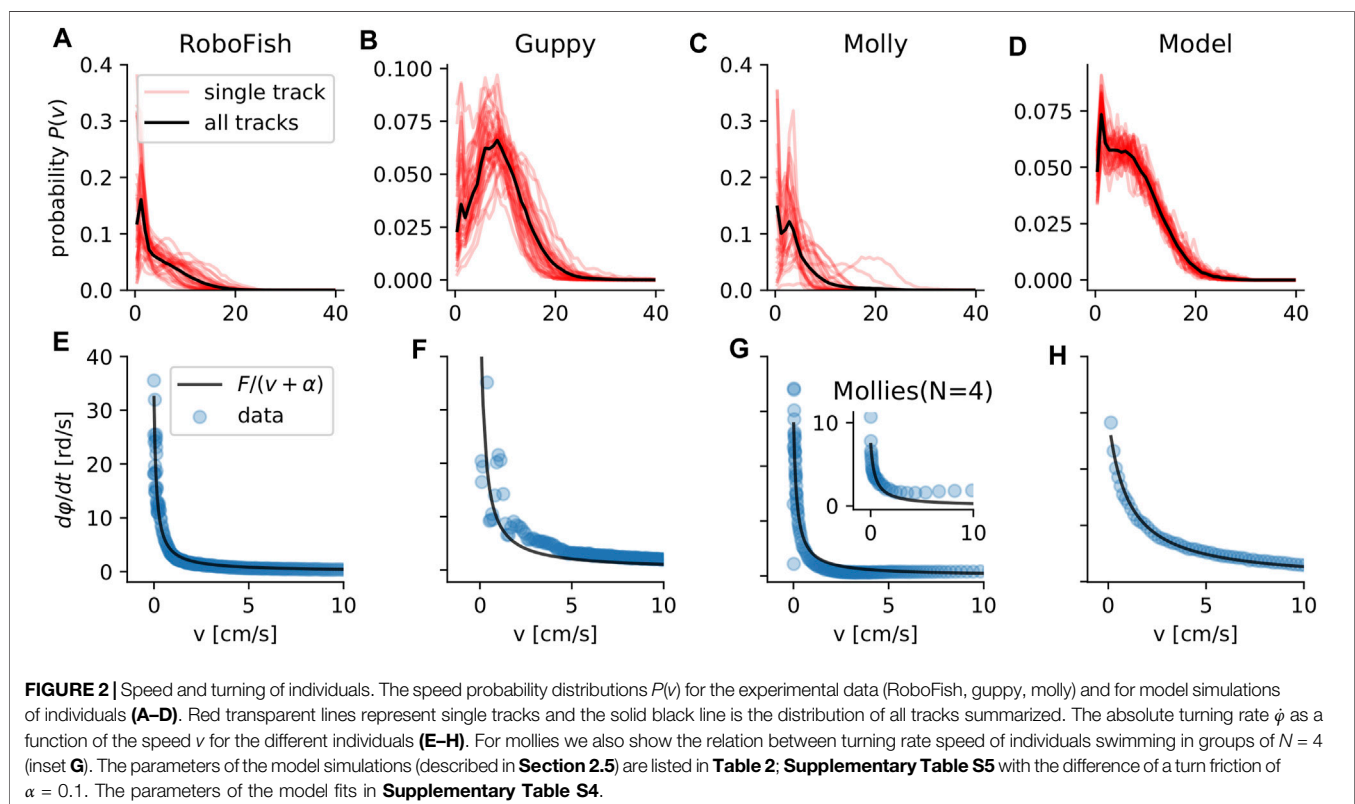 A RoboFish
B Guppy
C Molly
D Model
probability P(v)
0.4
0.3
0.2
0.1
0.0
single track
all tracks
0 20 40
0.100
0.075
0.050
0.025
0.000
0 20 40
0.4
0.3
0.2
0.1
0.0
0 20 40
0.075
0.050
0.025
0.000
0 20 40
E
F
G
H
dφ/dt [rd/s]
40
30
20
10
0
F/(v + α)
data
0 5 10
v [cm/s]
0 5 10
v [cm/s]
Mollies(N=4)
10
0
0 10
0 5 10
v [cm/s]
0 5 10
v [cm/s]
FIGURE 2 | Speed and turning of individuals. The speed probability distributions P(v) for the experimental data (RoboFish, guppy, molly) and for model simulations
of individuals (A–D). Red transparent lines represent single tracks and the solid black line is the distribution of all tracks summarized. The absolute turning rate φ̇ as a
function of the speed v for the different individuals (E–H). For mollies we also show the relation between turning rate speed of individuals swimming in groups of N = 4
(inset G). The parameters of the model simulations (described in Section 2.5) are listed in Table 2; Supplementary Table S5 with the difference of a turn friction of
α = 0.1. The parameters of the model fits in Supplementary Table S4.